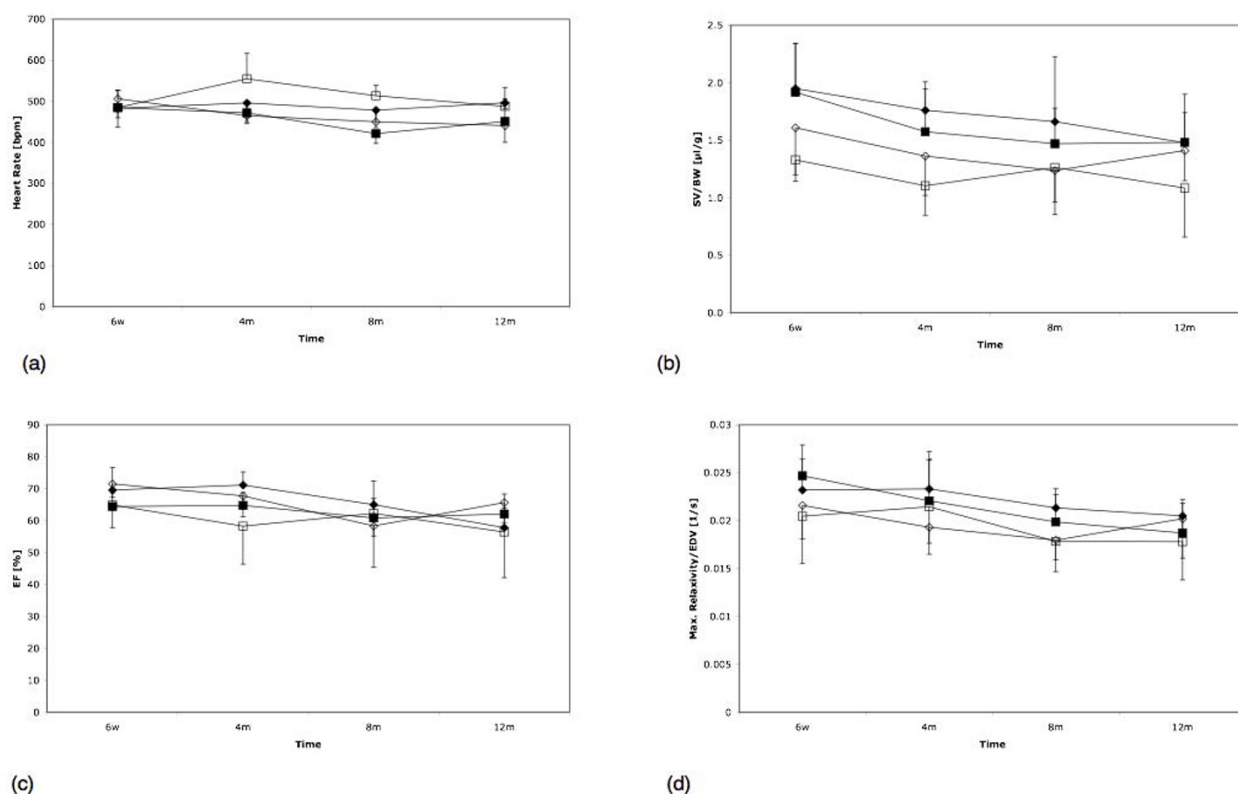 700
600
500
400
300
200
100
0
Heart Rate [bpm]
6w 4m 8m 12m
Time
(a)
2.5
2.0
1.5
1.0
0.5
0.0
SV/BW [µl/g]
6w 4m 8m 12m
Time
(b)
90
80
70
60
50
40
30
20
10
0
EF [%]
6w 4m 8m 12m
Time
(c)
0.03
0.025
0.02
0.015
0.01
0.005
0
Max. Relaxivity/EDV [1/s]
6w 4m 8m 12m
Time
(d)